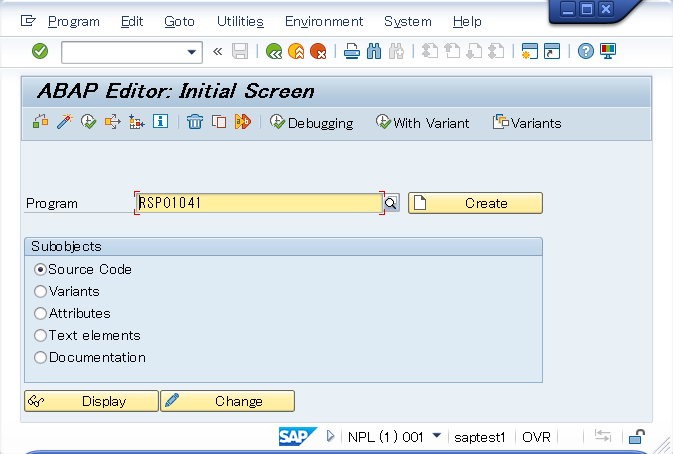 Program Edit Goto Utilities Environment System Help
ABAP Editor: Initial Screen
Debugging With Variant Variants
Program RSPO1041 Create
Subobjects
Source Code
Variants
Attributes
Text elements
Documentation
Display Change
SAP NPL (1) 001 saptest1 OVR